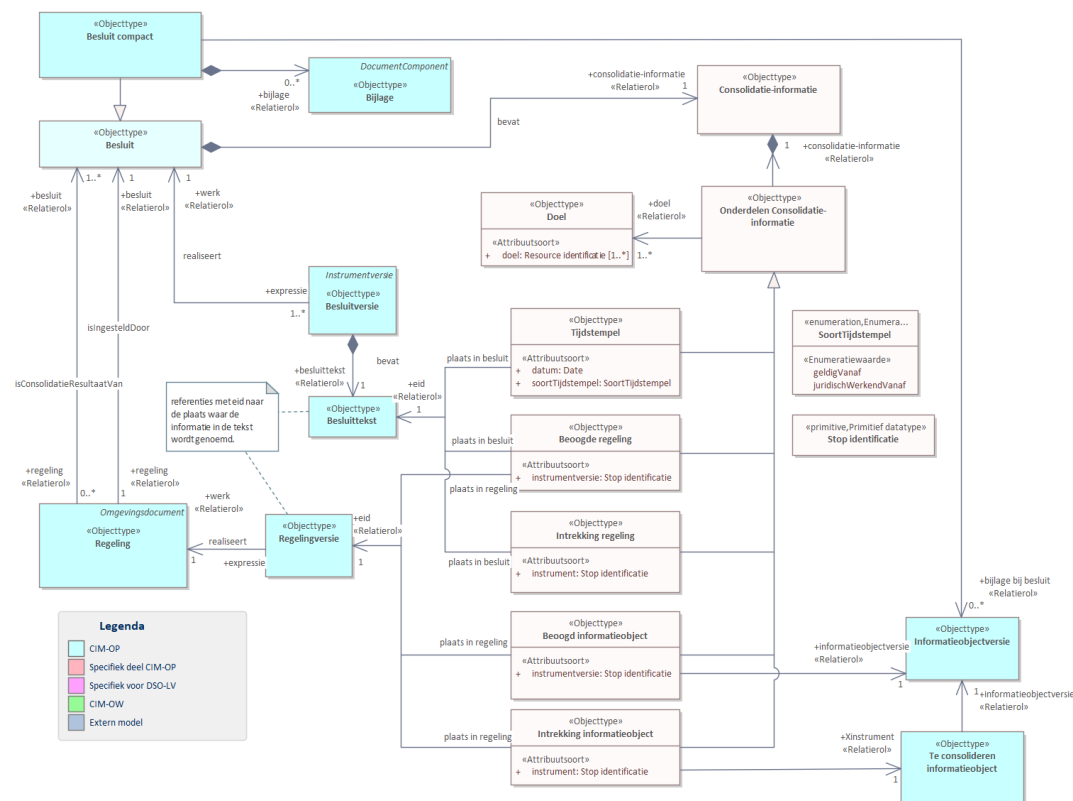 «Objecttype»
Besluit compact
DocumentComponent
«Objecttype»
Bijlage
0..*
+bijlage
«Relatierol»
+consolidatie-informatie
«Relatierol»
1
«Objecttype»
Consolidatie-informatie
«Objecttype»
Besluit
bevat
1
+consolidatie-informatie
«Relatierol»
1..*
+besluit
«Relatierol»
1
+besluit
«Relatierol»
1
+werk
«Relatierol»
«Objecttype»
Doel
«Attribuutsoort»
+ doel: Resource identificatie [1..*]
+doel
«Relatierol»
1..*
«Objecttype»
Onderdelen Consolidatie-
informatie
realiseert
Instrumentversie
«Objecttype»
Besluitversie
+expressie
1..*
isIngesteldDoor
isConsolidatieResultaatVan
«Objecttype»
Tijdstempel
«Attribuutsoort»
+ datum: Date
+ soortTijdstempel: SoortTijdstempel
«enumeration,Enumera...
SoortTijdstempel
«Enumeratiewaarde»
geldigVanaf
juridischWerkendVanaf
plaats in besluit
bevat
+besluittekst
«Relatierol»
1
+eid
«Relatierol»
1
referenties met eid naar
de plaats waar de
informatie in de tekst
wordt genoemd.
«Objecttype»
Besluittekst
«Objecttype»
Beoogde regeling
«Attribuutsoort»
+ instrumentversie: Stop identificatie
«primitive,Primitief datatype»
Stop identificatie
plaats in besluit
plaats in regeling
+regeling
«Relatierol»
0..*
+regeling
«Relatierol»
1
+werk
«Relatierol»
Omgevingsdocument
«Objecttype»
Regeling
realiseert
1
+expressie
«Objecttype»
Regelingversie
+eid
«Relatierol»
1
«Objecttype»
Intrekking regeling
«Attribuutsoort»
+ instrument: Stop identificatie
plaats in besluit
+bijlage bij besluit
«Relatierol»
0..*
Legenda
CIM-OP
Specifiek deel CIM-OP
Specifiek voor DSO-LV
CIM-OW
Extern model
«Objecttype»
Beoogd informatieobject
«Attribuutsoort»
+ instrumentversie: Stop identificatie
plaats in regeling
+informatieobjectversie
«Relatierol»
1
«Objecttype»
Informatieobjectversie
1
+informatieobjectversie
«Relatierol»
«Objecttype»
Intrekking informatieobject
«Attribuutsoort»
+ instrument: Stop identificatie
plaats in regeling
+Xinstrument
«Relatierol»
1
«Objecttype»
Te consolideren
informatieobject